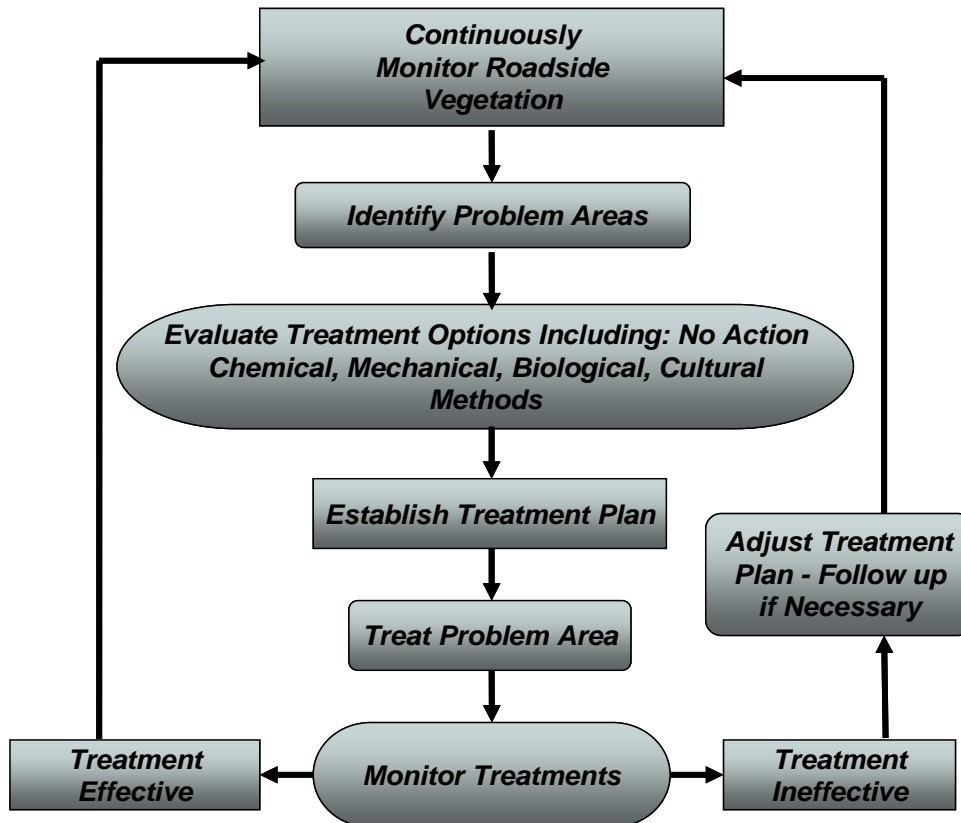 Continuously
Monitor Roadside
Vegetation
Identify Problem Areas
Evaluate Treatment Options Including: No Action
Chemical, Mechanical, Biological, Cultural
Methods
Establish Treatment Plan
Adjust Treatment
Plan - Follow up
if Necessary
Treat Problem Area
Treatment
Effective
Monitor Treatments
Treatment
Ineffective